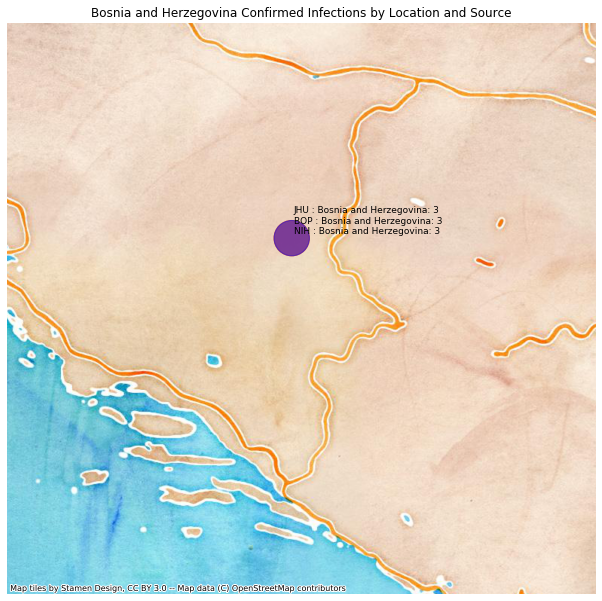 Bosnia and Herzegovina Confirmed Infections by Location and Source
JHU : Bosnia and Herzegovina: 3
BOP : Bosnia and Herzegovina: 3
NIH : Bosnia and Herzegovina: 3
Map tiles by Stamen Design, CC BY 3.0 -- Map data (C) OpenStreetMap contributors